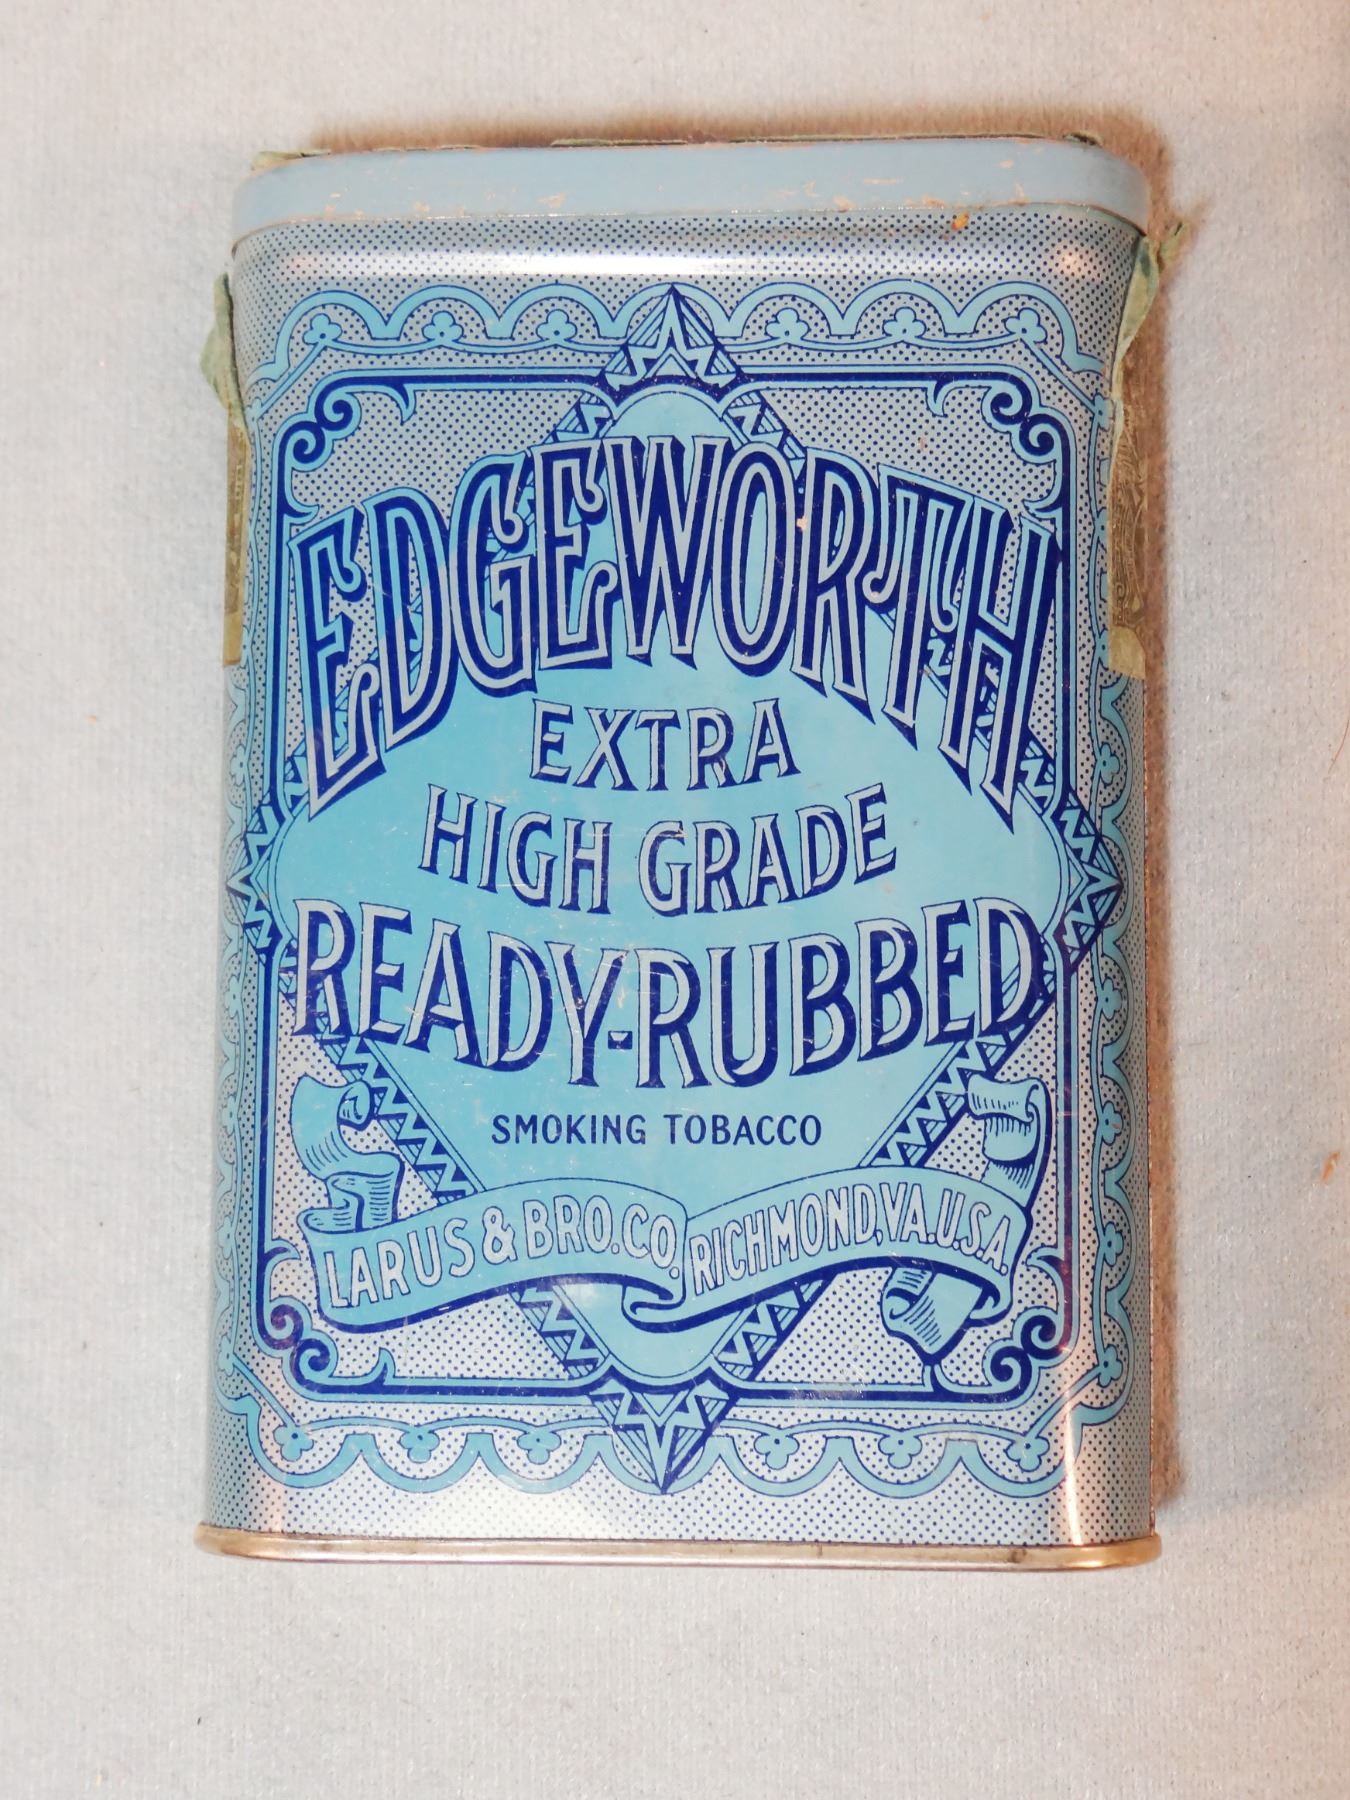 EDGEWORTH
EXTRA
HIGH GRADE
READY-RUBBED
SMOKING TOBACCO
LARUS & BRO. CO. RICHMOND, VA. U.S.A.